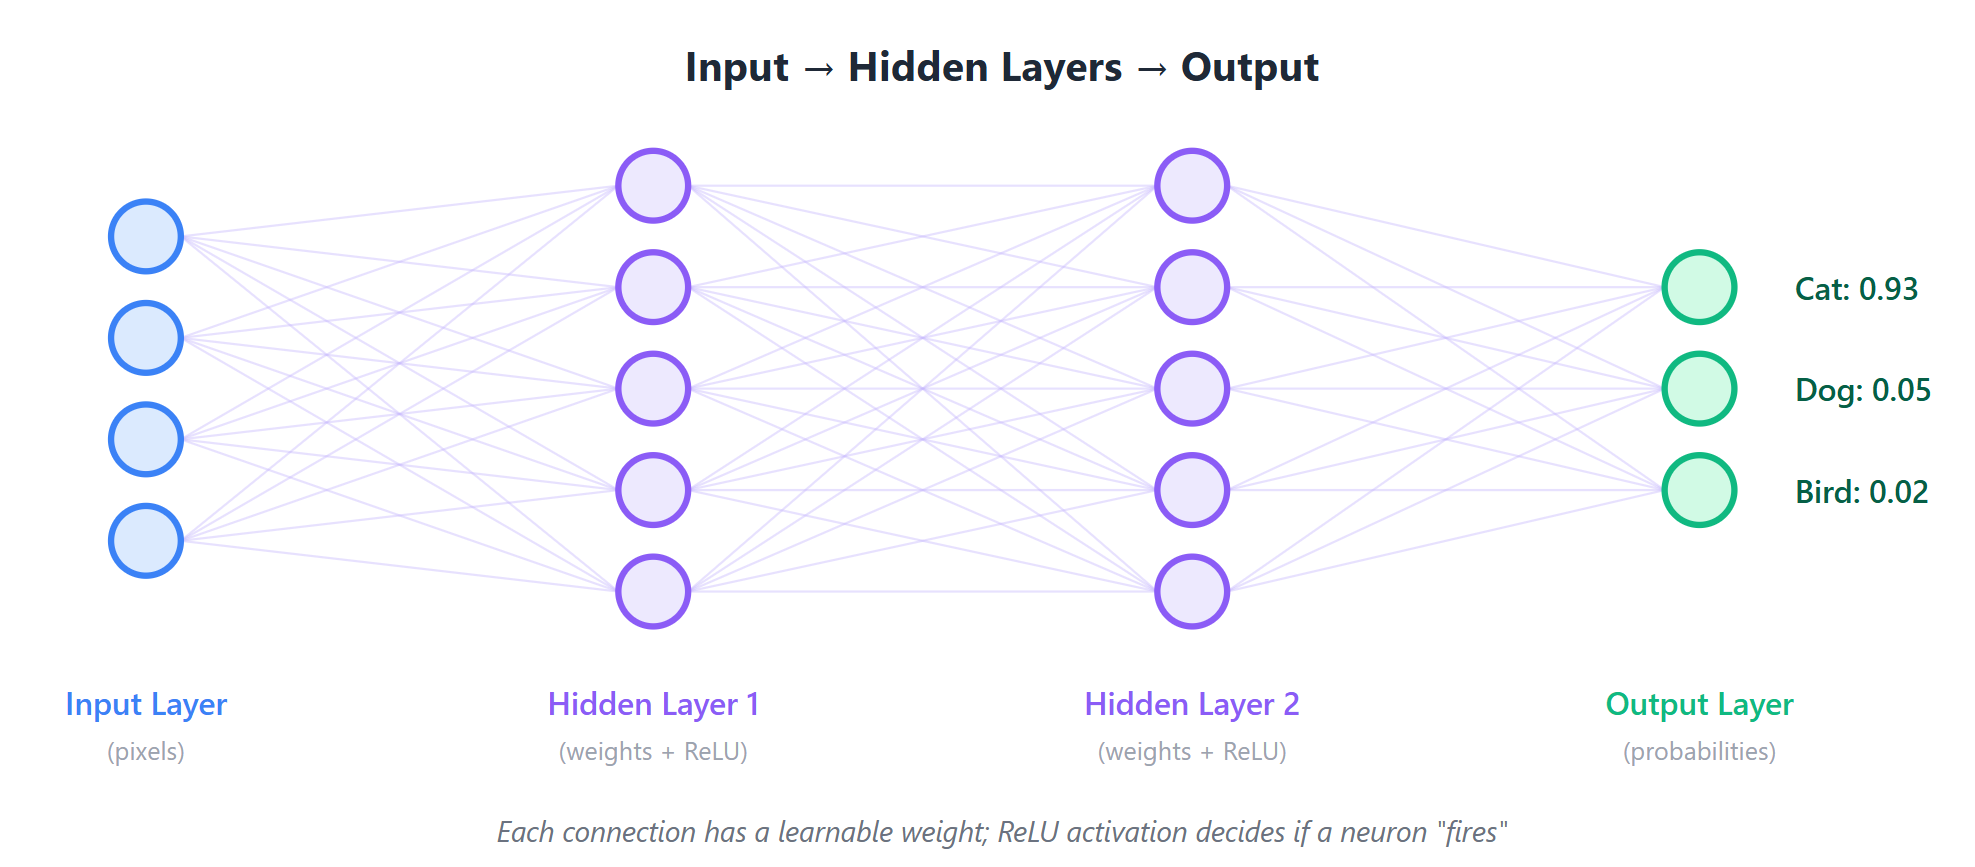 Input → Hidden Layers → Output
Cat: 0.93
Dog: 0.05
Bird: 0.02
Input Layer
(pixels)
Hidden Layer 1
(weights + ReLU)
Hidden Layer 2
(weights + ReLU)
Output Layer
(probabilities)
Each connection has a learnable weight; ReLU activation decides if a neuron "fires"